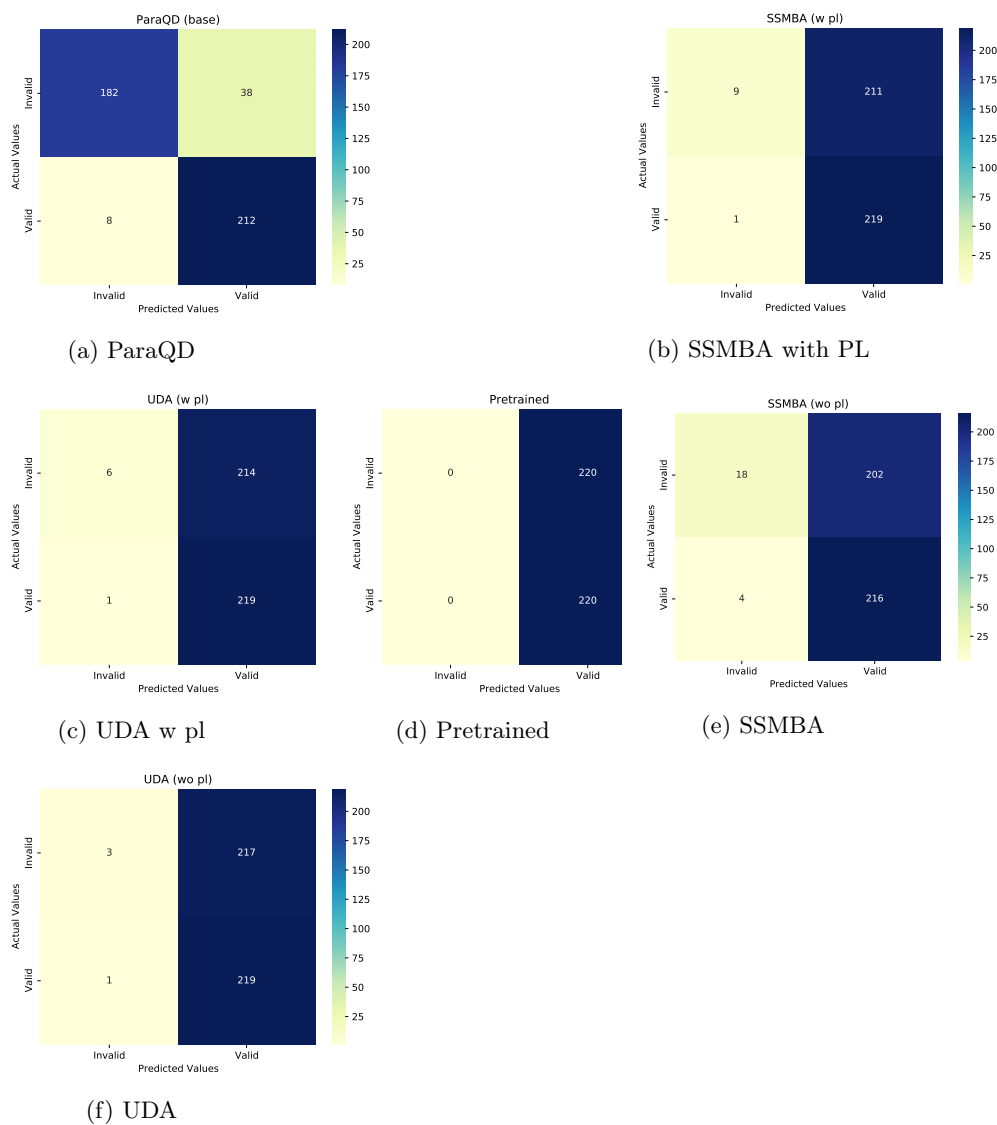 ParaQD (base)
Actual Values
Invalid
Valid
182
38
8
212
Invalid
Valid
Predicted Values
200
175
150
125
100
75
50
25
(a) ParaQD
SSMBA (w pl)
Actual Values
Invalid
Valid
9
211
1
219
Invalid
Valid
Predicted Values
200
175
150
125
100
75
50
25
(b) SSMBA with PL
UDA (w pl)
Actual Values
Invalid
Valid
6
214
1
219
Invalid
Valid
Predicted Values
(c) UDA w pl
Pretrained
Actual Values
Invalid
Valid
0
220
0
220
Invalid
Valid
Predicted Values
(d) Pretrained
SSMBA (wo pl)
Actual Values
Invalid
Valid
18
202
4
216
Invalid
Valid
Predicted Values
200
175
150
125
100
75
50
25
(e) SSMBA
UDA (wo pl)
Actual Values
Invalid
Valid
3
217
1
219
Invalid
Valid
Predicted Values
200
175
150
125
100
75
50
25
(f) UDA